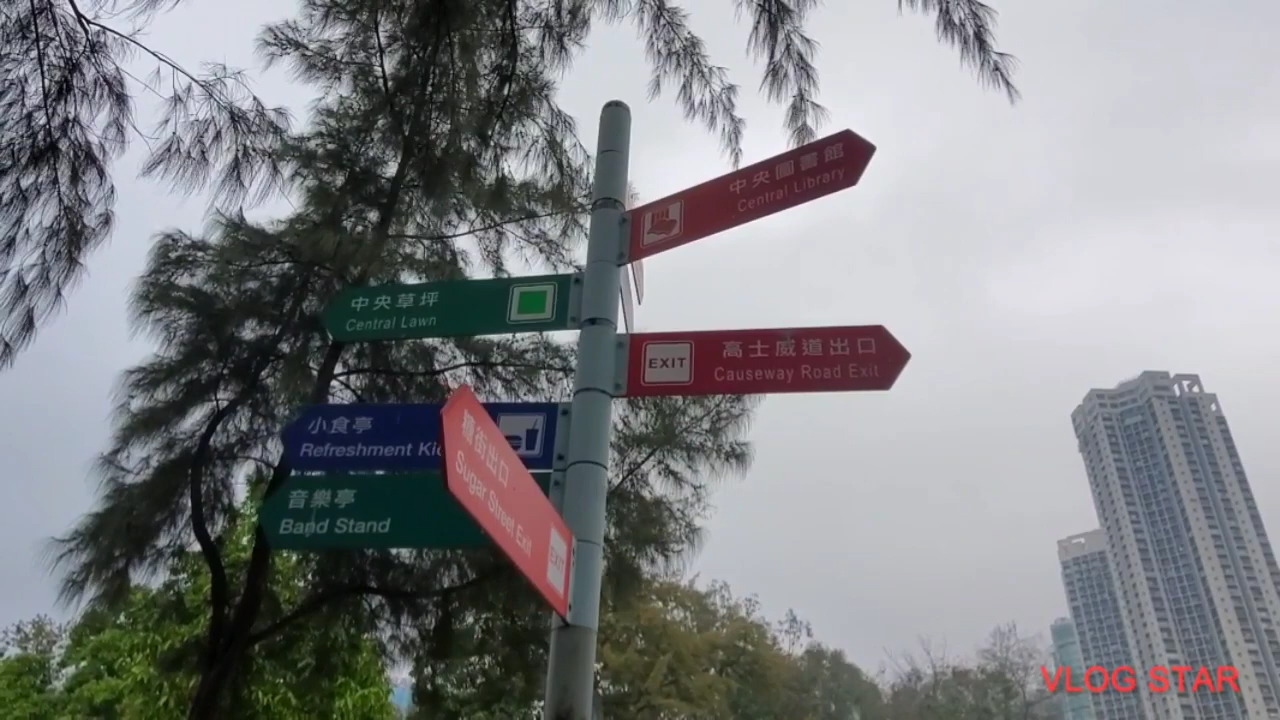 中央圖書館
Central Library
中央草坪
Central Lawn
EXIT
高士威道出口
Causeway Road Exit
小食亭
Refreshment
糖街出口
Sugar Street Exit
EXIT
音樂亭
Band Stand
VLOG STAR